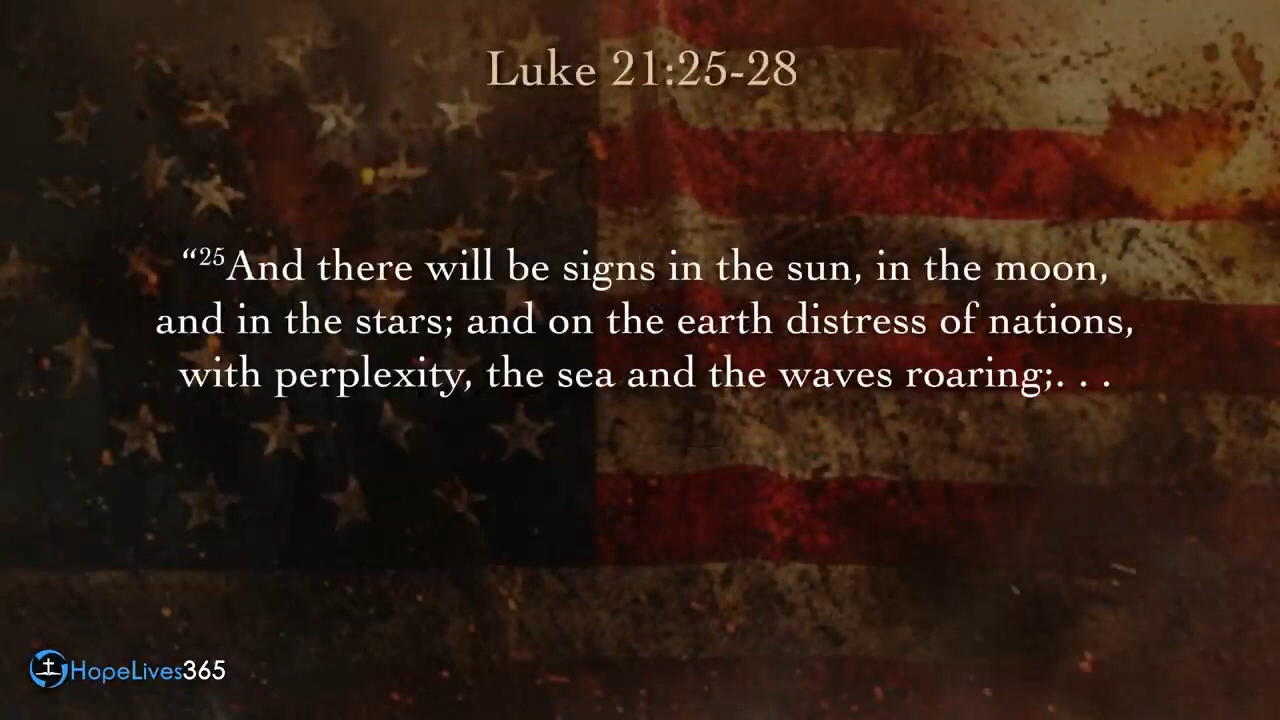 Luke 21:25-28
“²⁵And there will be signs in the sun, in the moon,
and in the stars; and on the earth distress of nations,
with perplexity, the sea and the waves roaring;. . .
HopeLives365